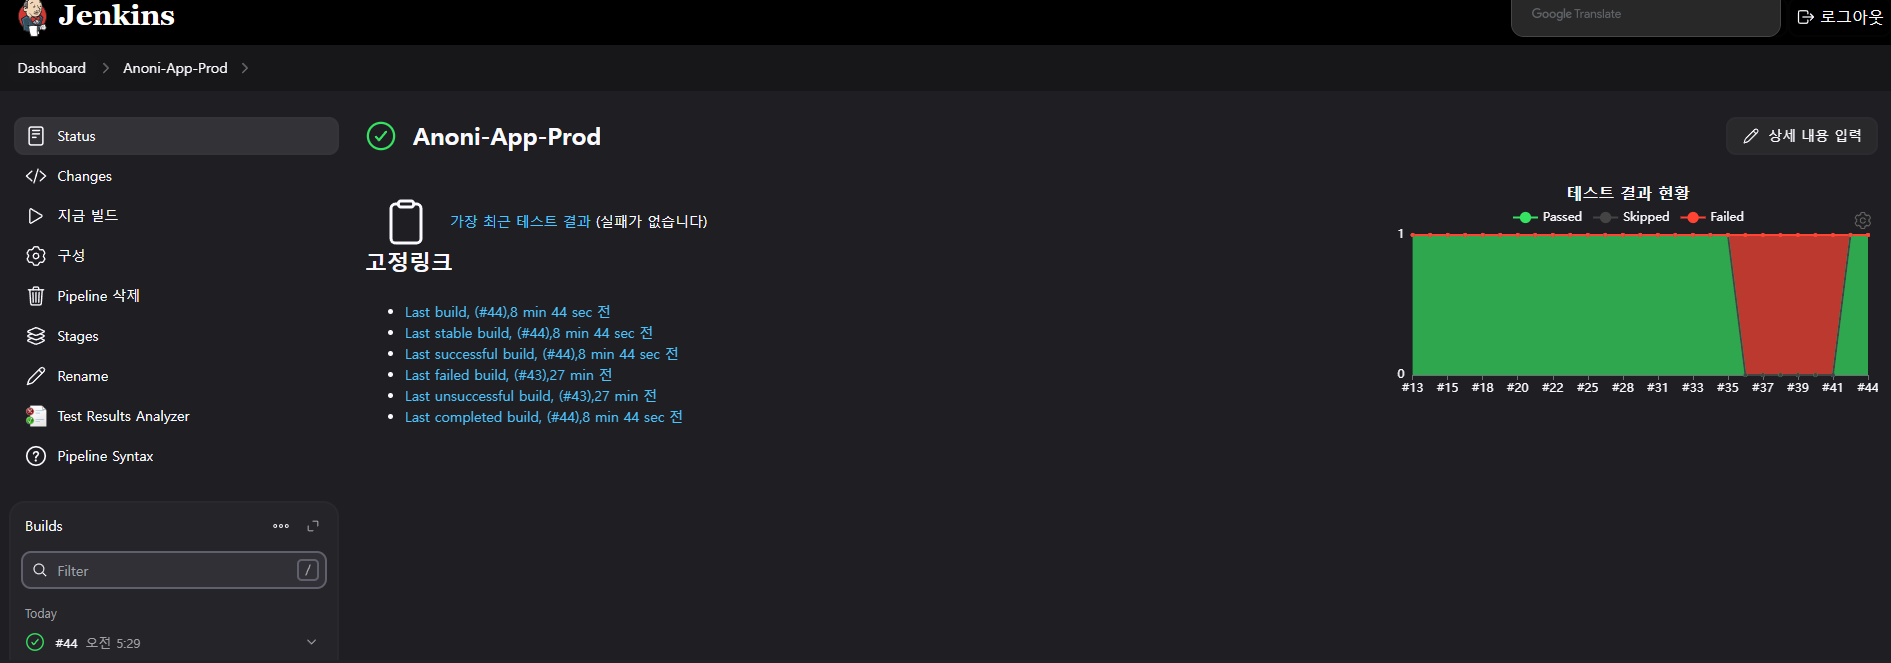 Jenkins
Google Translate
로그아웃
Dashboard
Anoni-App-Prod
Status
Changes
지금 빌드
구성
Pipeline 삭제
Stages
Rename
Test Results Analyzer
Pipeline Syntax
Builds
Filter
/
Today
#44 오전 5:29
Anoni-App-Prod
상세 내용 입력
가장 최근 테스트 결과 (실패가 없습니다)
고정링크
Last build, (#44),8 min 44 sec 전
Last stable build, (#44),8 min 44 sec 전
Last successful build, (#44),8 min 44 sec 전
Last failed build, (#43),27 min 전
Last unsuccessful build, (#43),27 min 전
Last completed build, (#44),8 min 44 sec 전
테스트 결과 현황
Passed Skipped Failed
1
0
#13 #15 #18 #20 #22 #25 #28 #31 #33 #35 #37 #39 #41 #44